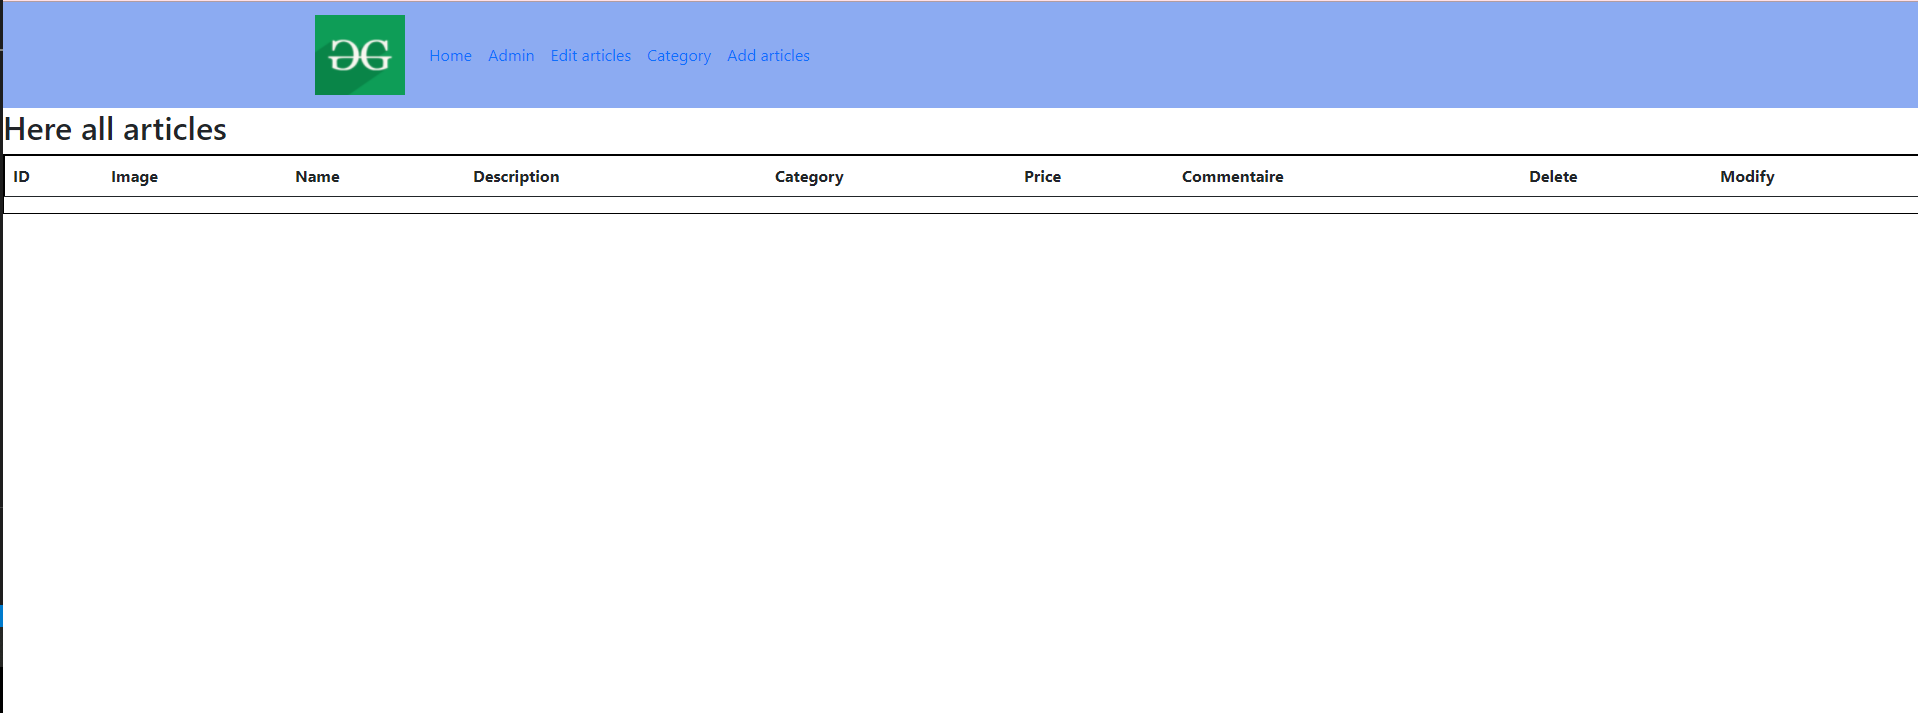 Home Admin Edit articles Category Add articles
Here all articles
ID Image Name Description Category Price Commentaire Delete Modify